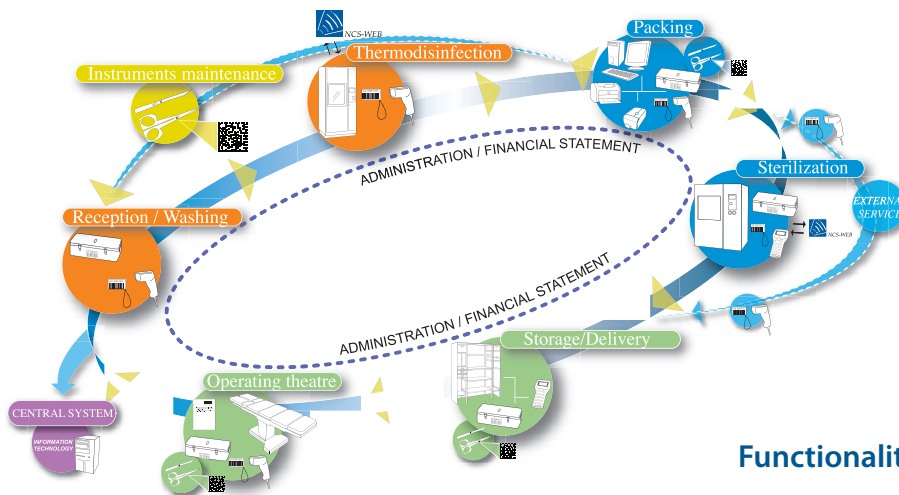 Packing
NCS-WEB
Thermodisinfection
Instruments maintenance
ADMINISTRATION / FINANCIAL STATEMENT
Sterilization
EXTERNA
SERVICE
Reception / Washing
NCS-WEB
ADMINISTRATION / FINANCIAL STATEMENT
Storage/Delivery
Operating theatre
CENTRAL SYSTEM
INFORMATION
TECHNOLOGY
Functionalit